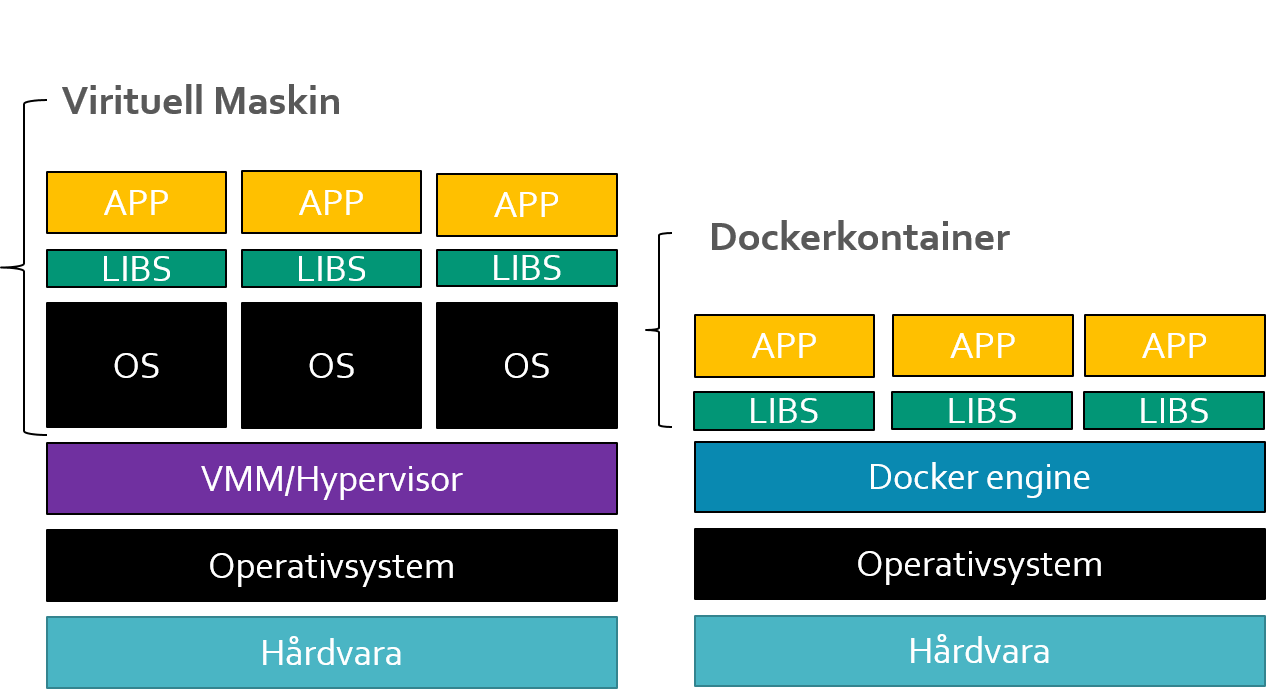 Virituell Maskin
APP APP APP
LIBS LIBS LIBS
OS OS OS
VMM/Hypervisor
Operativsystem
Hårdvara
Dockerkontainer
APP APP APP
LIBS LIBS LIBS
Docker engine
Operativsystem
Hårdvara